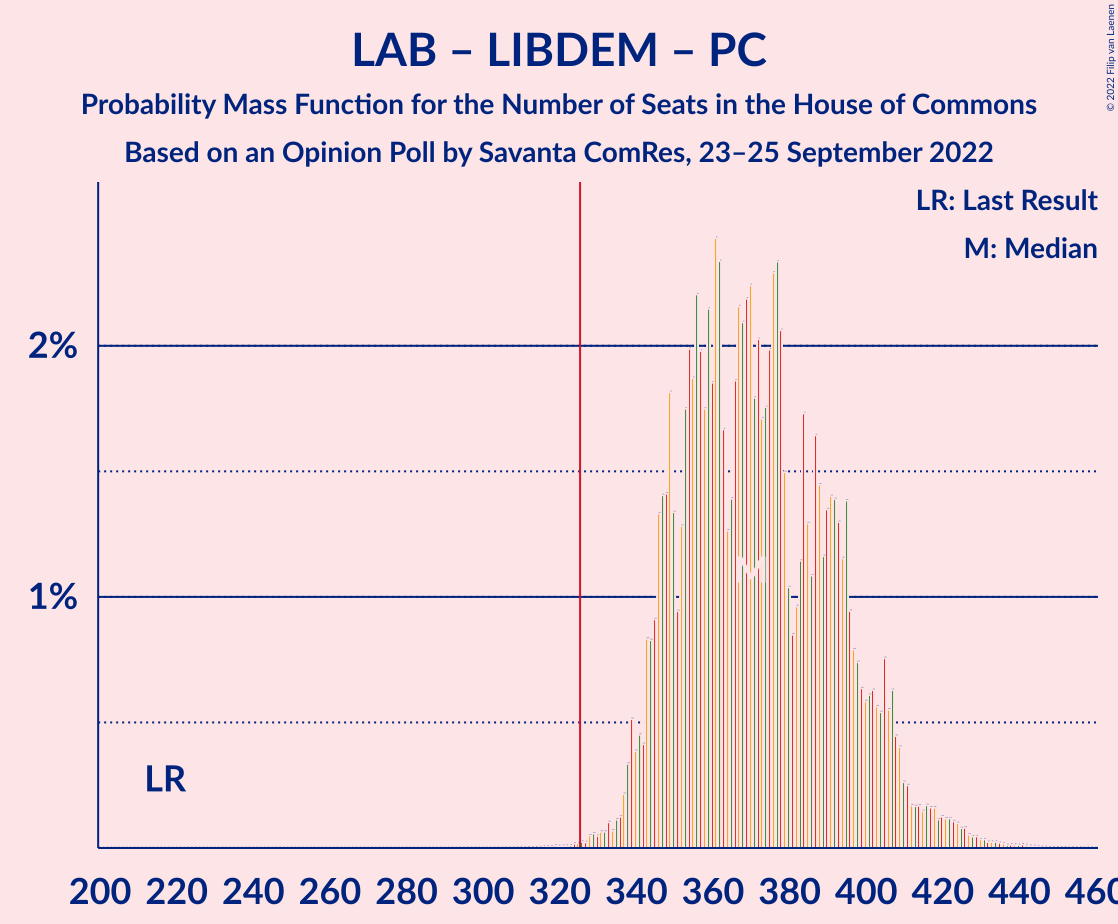 LAB – LIBDEM – PC
Probability Mass Function for the Number of Seats in the House of Commons
Based on an Opinion Poll by Savanta ComRes, 23–25 September 2022
© 2022 Filip van Laenen
LR: Last Result
M: Median
2%
1%
M
LR
200 220 240 260 280 300 320 340 360 380 400 420 440 460